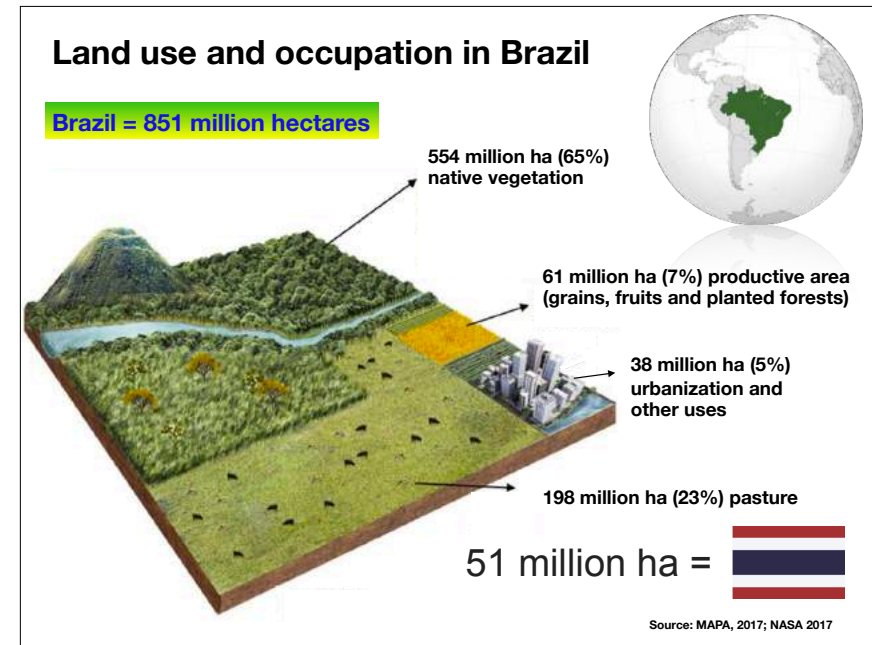 Land use and occupation in Brazil
Brazil = 851 million hectares
554 million ha (65%)
native vegetation
61 million ha (7%) productive area
(grains, fruits and planted forests)
38 million ha (5%)
urbanization and
other uses
198 million ha (23%) pasture
51 million ha =
Source: MAPA, 2017; NASA 2017